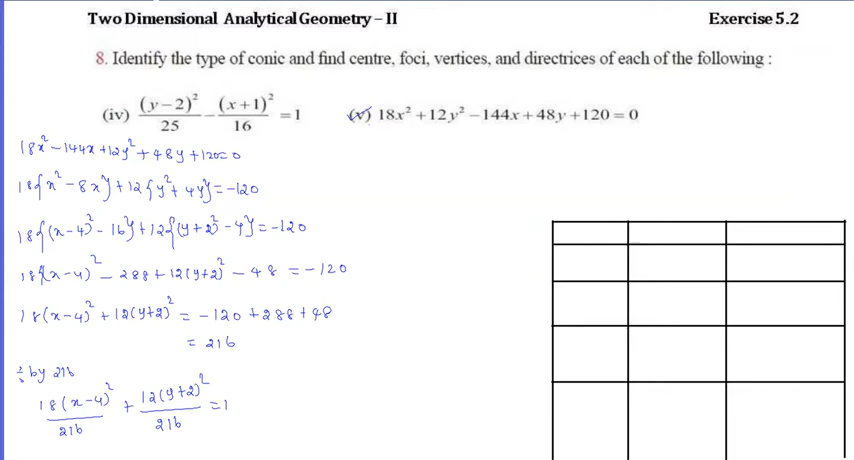 Two Dimensional Analytical Geometry – II Exercise 5.2
8. Identify the type of conic and find centre, foci, vertices, and directrices of each of the following :
(iv) (y−2)²/25 − (x+1)²/16 = 1 (v) 18x² +12y² −144x+48y+120 = 0
18x² − 144x + 12y² + 48y + 120 = 0
18{x² − 8x} + 12{y² + 4y} = −120
18{(x−4)² − 16} + 12{(y+2)² − 4} = −120
18(x−4)² − 288 + 12(y+2)² − 48 = −120
18(x−4)² + 12(y+2)² = −120 + 288 + 48
= 216
÷ by 216
18(x−4)²/216 + 12(y+2)²/216 = 1